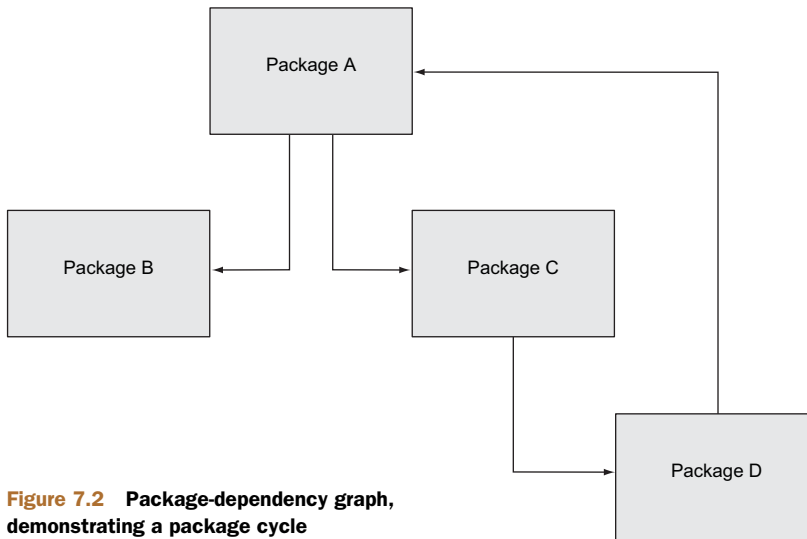 Package A
Package B
Package C
Package D
Figure 7.2 Package-dependency graph,
demonstrating a package cycle